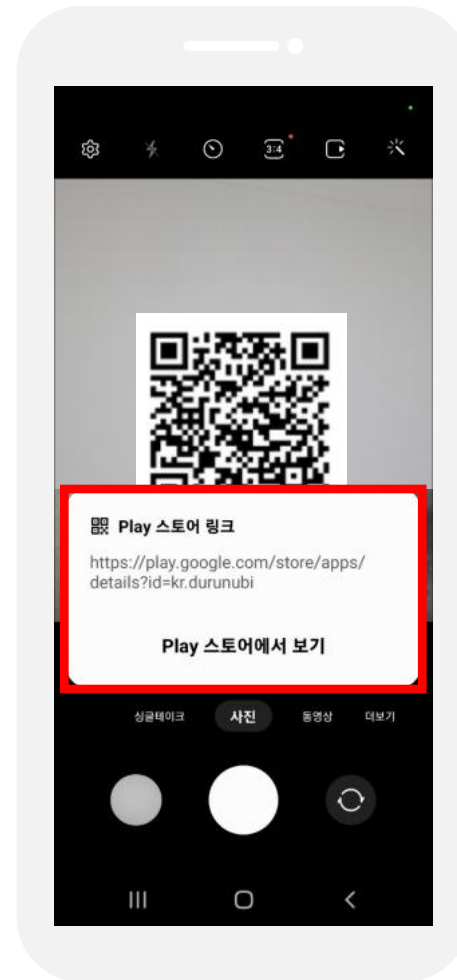 3:4
Play 스토어 링크
https://play.google.com/store/apps/
details?id=kr.durunubi
Play 스토어에서 보기
싱글테이크 사진 동영상 더보기